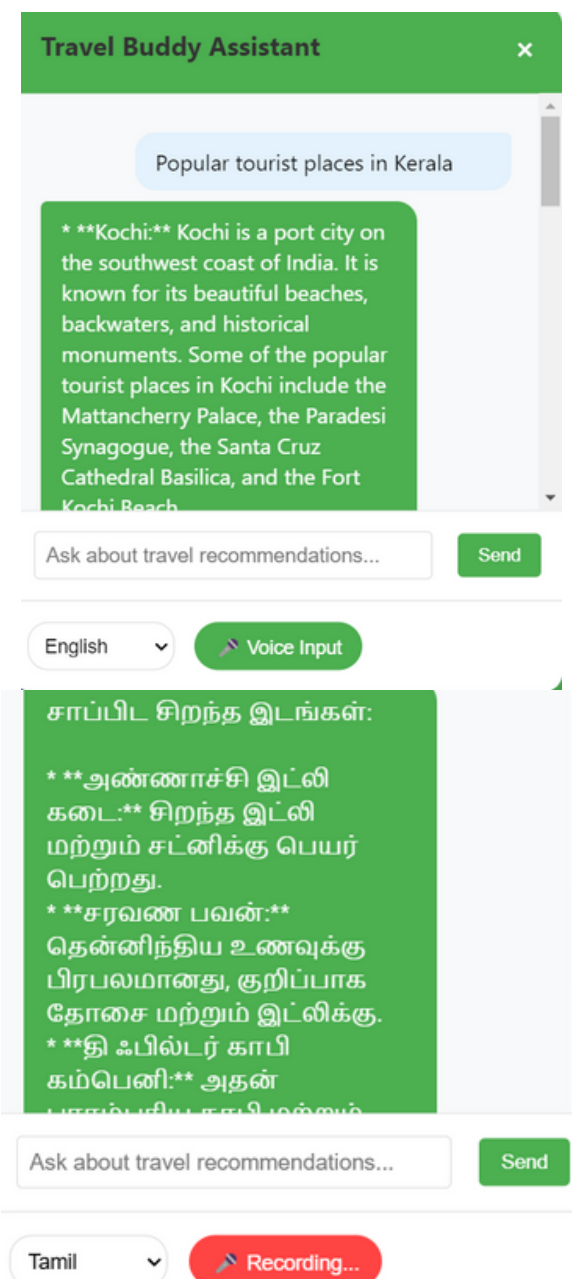 Travel Buddy Assistant ×
Popular tourist places in Kerala
* **Kochi:** Kochi is a port city on
the southwest coast of India. It is
known for its beautiful beaches,
backwaters, and historical
monuments. Some of the popular
tourist places in Kochi include the
Mattancherry Palace, the Paradesi
Synagogue, the Santa Cruz
Cathedral Basilica, and the Fort
Kochi Beach
Ask about travel recommendations... Send
English Voice Input
சாப்பிட சிறந்த இடங்கள்:
* **அண்ணாச்சி இட்லி
கடை:** சிறந்த இட்லி
மற்றும் சட்னிக்கு பெயர்
பெற்றது.
* **சரவண பவன்:**
தென்னிந்திய உணவுக்கு
பிரபலமானது, குறிப்பாக
தோசை மற்றும் இட்லிக்கு.
* **தி ஃபில்டர் காபி
கம்பெனி:** அதன்
Ask about travel recommendations... Send
Tamil Recording...